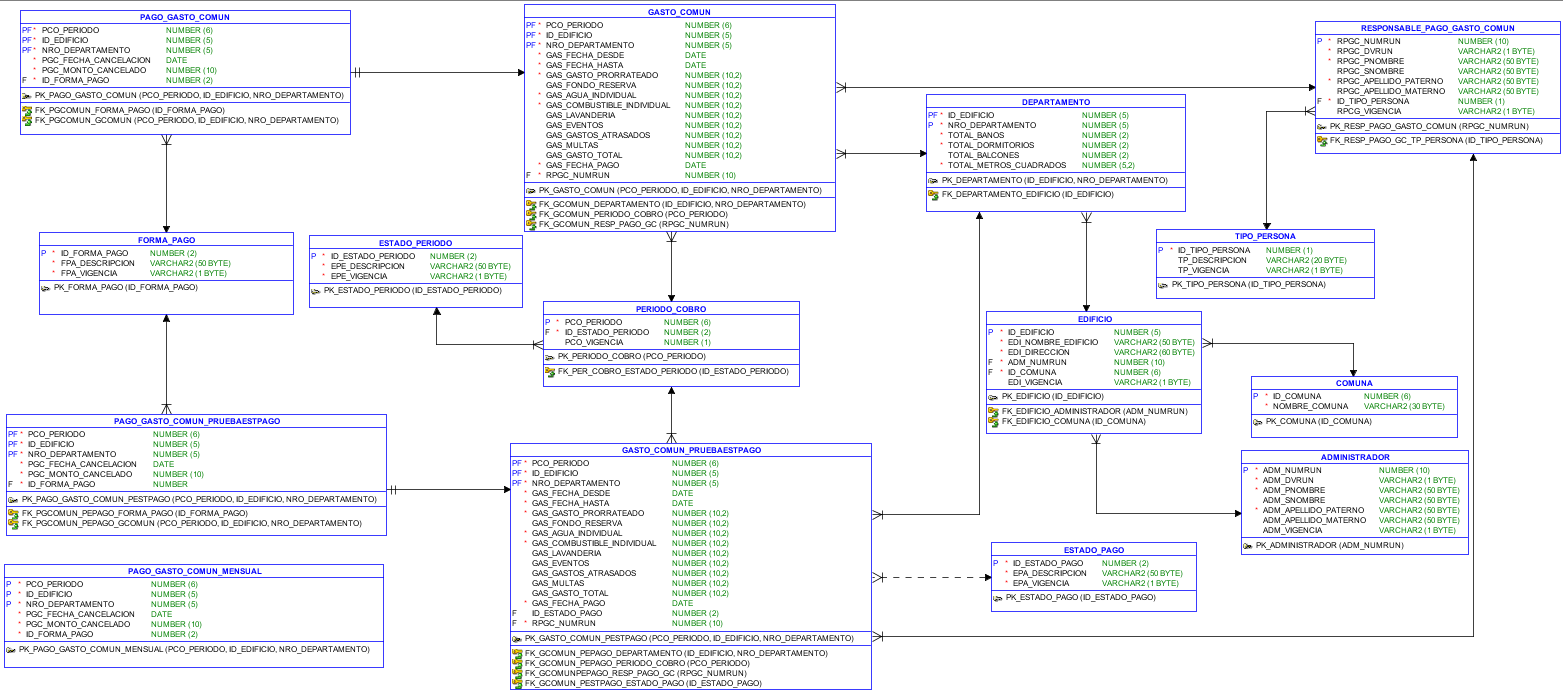 PAGO_GASTO_COMUN
PF * PCO_PERIODO NUMBER (6)
PF * ID_EDIFICIO NUMBER (5)
PF * NRO_DEPARTAMENTO NUMBER (5)
* PGC_FECHA_CANCELACION DATE
* PGC_MONTO_CANCELADO NUMBER (10)
F * ID_FORMA_PAGO NUMBER (2)
PK_PAGO_GASTO_COMUN (PCO_PERIODO, ID_EDIFICIO, NRO_DEPARTAMENTO)
FK_PGCOMUN_FORMA_PAGO (ID_FORMA_PAGO)
FK_PGCOMUN_GCOMUN (PCO_PERIODO, ID_EDIFICIO, NRO_DEPARTAMENTO)
GASTO_COMUN
PF * PCO_PERIODO NUMBER (6)
PF * ID_EDIFICIO NUMBER (5)
PF * NRO_DEPARTAMENTO NUMBER (5)
* GAS_FECHA_DESDE DATE
* GAS_FECHA_HASTA DATE
* GAS_GASTO_PRORRATEADO NUMBER (10,2)
GAS_FONDO_RESERVA NUMBER (10,2)
* GAS_AGUA_INDIVIDUAL NUMBER (10,2)
* GAS_COMBUSTIBLE_INDIVIDUAL NUMBER (10,2)
GAS_LAVANDERIA NUMBER (10,2)
GAS_EVENTOS NUMBER (10,2)
GAS_GASTOS_ATRASADOS NUMBER (10,2)
GAS_MULTAS NUMBER (10,2)
GAS_GASTO_TOTAL NUMBER (10,2)
* GAS_FECHA_PAGO DATE
F * RPGC_NUMRUN NUMBER (10)
PK_GASTO_COMUN (PCO_PERIODO, ID_EDIFICIO, NRO_DEPARTAMENTO)
FK_GCOMUN_DEPARTAMENTO (ID_EDIFICIO, NRO_DEPARTAMENTO)
FK_GCOMUN_PERIODO_COBRO (PCO_PERIODO)
FK_GCOMUN_RESP_PAGO_GC (RPGC_NUMRUN)
RESPONSABLE_PAGO_GASTO_COMUN
P * RPGC_NUMRUN NUMBER (10)
* RPGC_DVRUN VARCHAR2 (1 BYTE)
* RPGC_PNOMBRE VARCHAR2 (50 BYTE)
RPGC_SNOMBRE VARCHAR2 (50 BYTE)
* RPGC_APELLIDO_PATERNO VARCHAR2 (50 BYTE)
RPGC_APELLIDO_MATERNO VARCHAR2 (50 BYTE)
F * ID_TIPO_PERSONA NUMBER (1)
RPCG_VIGENCIA VARCHAR2 (1 BYTE)
PK_RESP_PAGO_GASTO_COMUN (RPGC_NUMRUN)
FK_RESP_PAGO_GC_TP_PERSONA (ID_TIPO_PERSONA)
DEPARTAMENTO
PF * ID_EDIFICIO NUMBER (5)
P * NRO_DEPARTAMENTO NUMBER (5)
* TOTAL_BANOS NUMBER (2)
* TOTAL_DORMITORIOS NUMBER (2)
TOTAL_BALCONES NUMBER (2)
* TOTAL_METROS_CUADRADOS NUMBER (5,2)
PK_DEPARTAMENTO (ID_EDIFICIO, NRO_DEPARTAMENTO)
FK_DEPARTAMENTO_EDIFICIO (ID_EDIFICIO)
FORMA_PAGO
P * ID_FORMA_PAGO NUMBER (2)
* FPA_DESCRIPCION VARCHAR2 (50 BYTE)
* FPA_VIGENCIA VARCHAR2 (1 BYTE)
PK_FORMA_PAGO (ID_FORMA_PAGO)
ESTADO_PERIODO
P * ID_ESTADO_PERIODO NUMBER (2)
* EPE_DESCRIPCION VARCHAR2 (50 BYTE)
* EPE_VIGENCIA VARCHAR2 (1 BYTE)
PK_ESTADO_PERIODO (ID_ESTADO_PERIODO)
TIPO_PERSONA
P * ID_TIPO_PERSONA NUMBER (1)
TP_DESCRIPCION VARCHAR2 (20 BYTE)
TP_VIGENCIA VARCHAR2 (1 BYTE)
PK_TIPO_PERSONA (ID_TIPO_PERSONA)
PERIODO_COBRO
P * PCO_PERIODO NUMBER (6)
F * ID_ESTADO_PERIODO NUMBER (2)
PCO_VIGENCIA NUMBER (1)
PK_PERIODO_COBRO (PCO_PERIODO)
FK_PER_COBRO_ESTADO_PERIODO (ID_ESTADO_PERIODO)
EDIFICIO
P * ID_EDIFICIO NUMBER (5)
* EDI_NOMBRE_EDIFICIO VARCHAR2 (50 BYTE)
* EDI_DIRECCION VARCHAR2 (60 BYTE)
F * ADM_NUMRUN NUMBER (10)
F * ID_COMUNA NUMBER (6)
EDI_VIGENCIA VARCHAR2 (1 BYTE)
PK_EDIFICIO (ID_EDIFICIO)
FK_EDIFICIO_ADMINISTRADOR (ADM_NUMRUN)
FK_EDIFICIO_COMUNA (ID_COMUNA)
COMUNA
P * ID_COMUNA NUMBER (6)
* NOMBRE_COMUNA VARCHAR2 (30 BYTE)
PK_COMUNA (ID_COMUNA)
PAGO_GASTO_COMUN_PRUEBAESTPAGO
PF * PCO_PERIODO NUMBER (6)
PF * ID_EDIFICIO NUMBER (5)
PF * NRO_DEPARTAMENTO NUMBER (5)
* PGC_FECHA_CANCELACION DATE
* PGC_MONTO_CANCELADO NUMBER (10)
F * ID_FORMA_PAGO NUMBER
PK_PAGO_GASTO_COMUN_PESTPAGO (PCO_PERIODO, ID_EDIFICIO, NRO_DEPARTAMENTO)
FK_PGCOMUN_PEPAGO_FORMA_PAGO (ID_FORMA_PAGO)
FK_PGCOMUN_PEPAGO_GCOMUN (PCO_PERIODO, ID_EDIFICIO, NRO_DEPARTAMENTO)
GASTO_COMUN_PRUEBAESTPAGO
PF * PCO_PERIODO NUMBER (6)
PF * ID_EDIFICIO NUMBER (5)
PF * NRO_DEPARTAMENTO NUMBER (5)
* GAS_FECHA_DESDE DATE
* GAS_FECHA_HASTA DATE
* GAS_GASTO_PRORRATEADO NUMBER (10,2)
GAS_FONDO_RESERVA NUMBER (10,2)
* GAS_AGUA_INDIVIDUAL NUMBER (10,2)
* GAS_COMBUSTIBLE_INDIVIDUAL NUMBER (10,2)
GAS_LAVANDERIA NUMBER (10,2)
GAS_EVENTOS NUMBER (10,2)
GAS_GASTOS_ATRASADOS NUMBER (10,2)
GAS_MULTAS NUMBER (10,2)
GAS_GASTO_TOTAL NUMBER (10,2)
* GAS_FECHA_PAGO DATE
F ID_ESTADO_PAGO NUMBER (2)
F * RPGC_NUMRUN NUMBER (10)
PK_GASTO_COMUN_PESTPAGO (PCO_PERIODO, ID_EDIFICIO, NRO_DEPARTAMENTO)
FK_GCOMUN_PEPAGO_DEPARTAMENTO (ID_EDIFICIO, NRO_DEPARTAMENTO)
FK_GCOMUN_PEPAGO_PERIODO_COBRO (PCO_PERIODO)
FK_GCOMUNPEPAGO_RESP_PAGO_GC (RPGC_NUMRUN)
FK_GCOMUN_PESTPAGO_ESTADO_PAGO (ID_ESTADO_PAGO)
ADMINISTRADOR
P * ADM_NUMRUN NUMBER (10)
* ADM_DVRUN VARCHAR2 (1 BYTE)
* ADM_PNOMBRE VARCHAR2 (50 BYTE)
ADM_SNOMBRE VARCHAR2 (50 BYTE)
* ADM_APELLIDO_PATERNO VARCHAR2 (50 BYTE)
ADM_APELLIDO_MATERNO VARCHAR2 (50 BYTE)
ADM_VIGENCIA VARCHAR2 (1 BYTE)
PK_ADMINISTRADOR (ADM_NUMRUN)
ESTADO_PAGO
P * ID_ESTADO_PAGO NUMBER (2)
* EPA_DESCRIPCION VARCHAR2 (50 BYTE)
* EPA_VIGENCIA VARCHAR2 (1 BYTE)
PK_ESTADO_PAGO (ID_ESTADO_PAGO)
PAGO_GASTO_COMUN_MENSUAL
P * PCO_PERIODO NUMBER (6)
P * ID_EDIFICIO NUMBER (5)
P * NRO_DEPARTAMENTO NUMBER (5)
* PGC_FECHA_CANCELACION DATE
* PGC_MONTO_CANCELADO NUMBER (10)
* ID_FORMA_PAGO NUMBER (2)
PK_PAGO_GASTO_COMUN_MENSUAL (PCO_PERIODO, ID_EDIFICIO, NRO_DEPARTAMENTO)